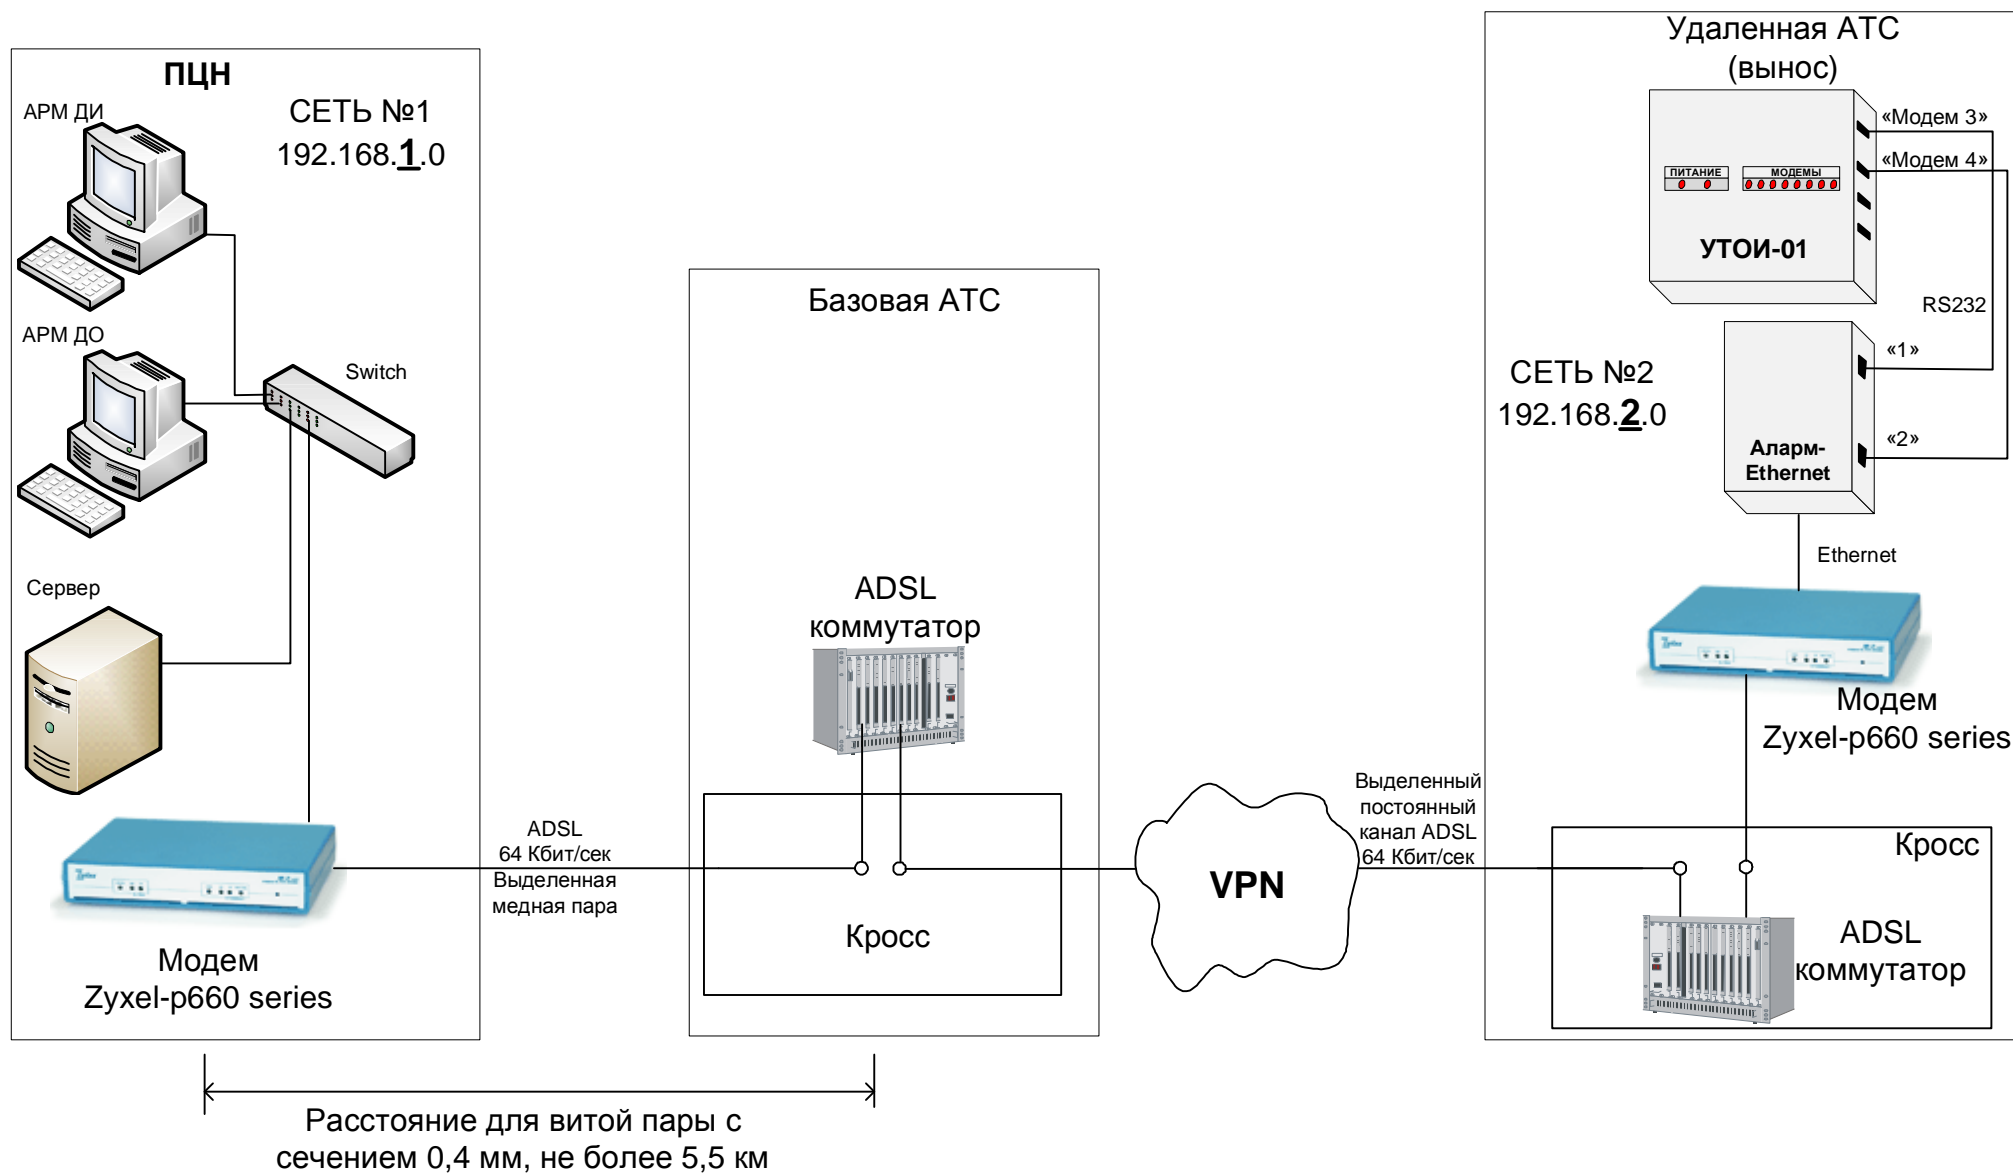 ПЦН
АРМ ДИ
СЕТЬ №1
192.168.1.0
АРМ ДО
Switch
Сервер
Модем
Zyxel-p660 series
ADSL
64 Кбит/сек
Выделенная
медная пара
Расстояние для витой пары с
сечением 0,4 мм, не более 5,5 км
Базовая АТС
ADSL
коммутатор
Кросс
VPN
Выделенный
постоянный
канал ADSL
64 Кбит/сек
Удаленная АТС
(вынос)
«Модем 3»
«Модем 4»
ПИТАНИЕ
МОДЕМЫ
УТОИ-01
RS232
СЕТЬ №2
192.168.2.0
«1»
«2»
Аларм-
Ethernet
Ethernet
Модем
Zyxel-p660 series
Кросс
ADSL
коммутатор